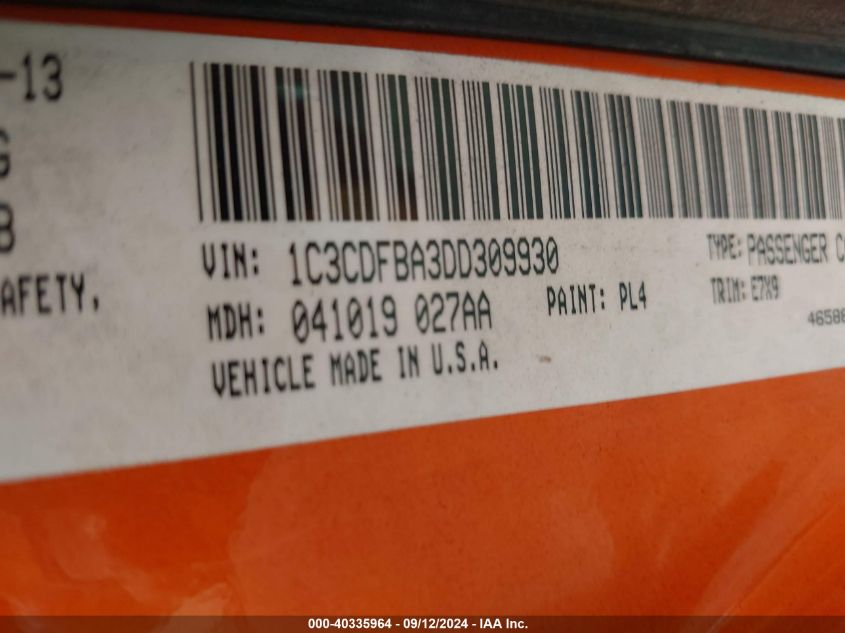 -13
G
B
AFETY.
VIN: 1C3CDFBA3DD309930
TYPE: PASSENGER C
MDH: 041019 027AA
PAINT: PL4
TRIM: E7X9
VEHICLE MADE IN U.S.A.
4658
000-40335964 - 09/12/2024 - IAA Inc.